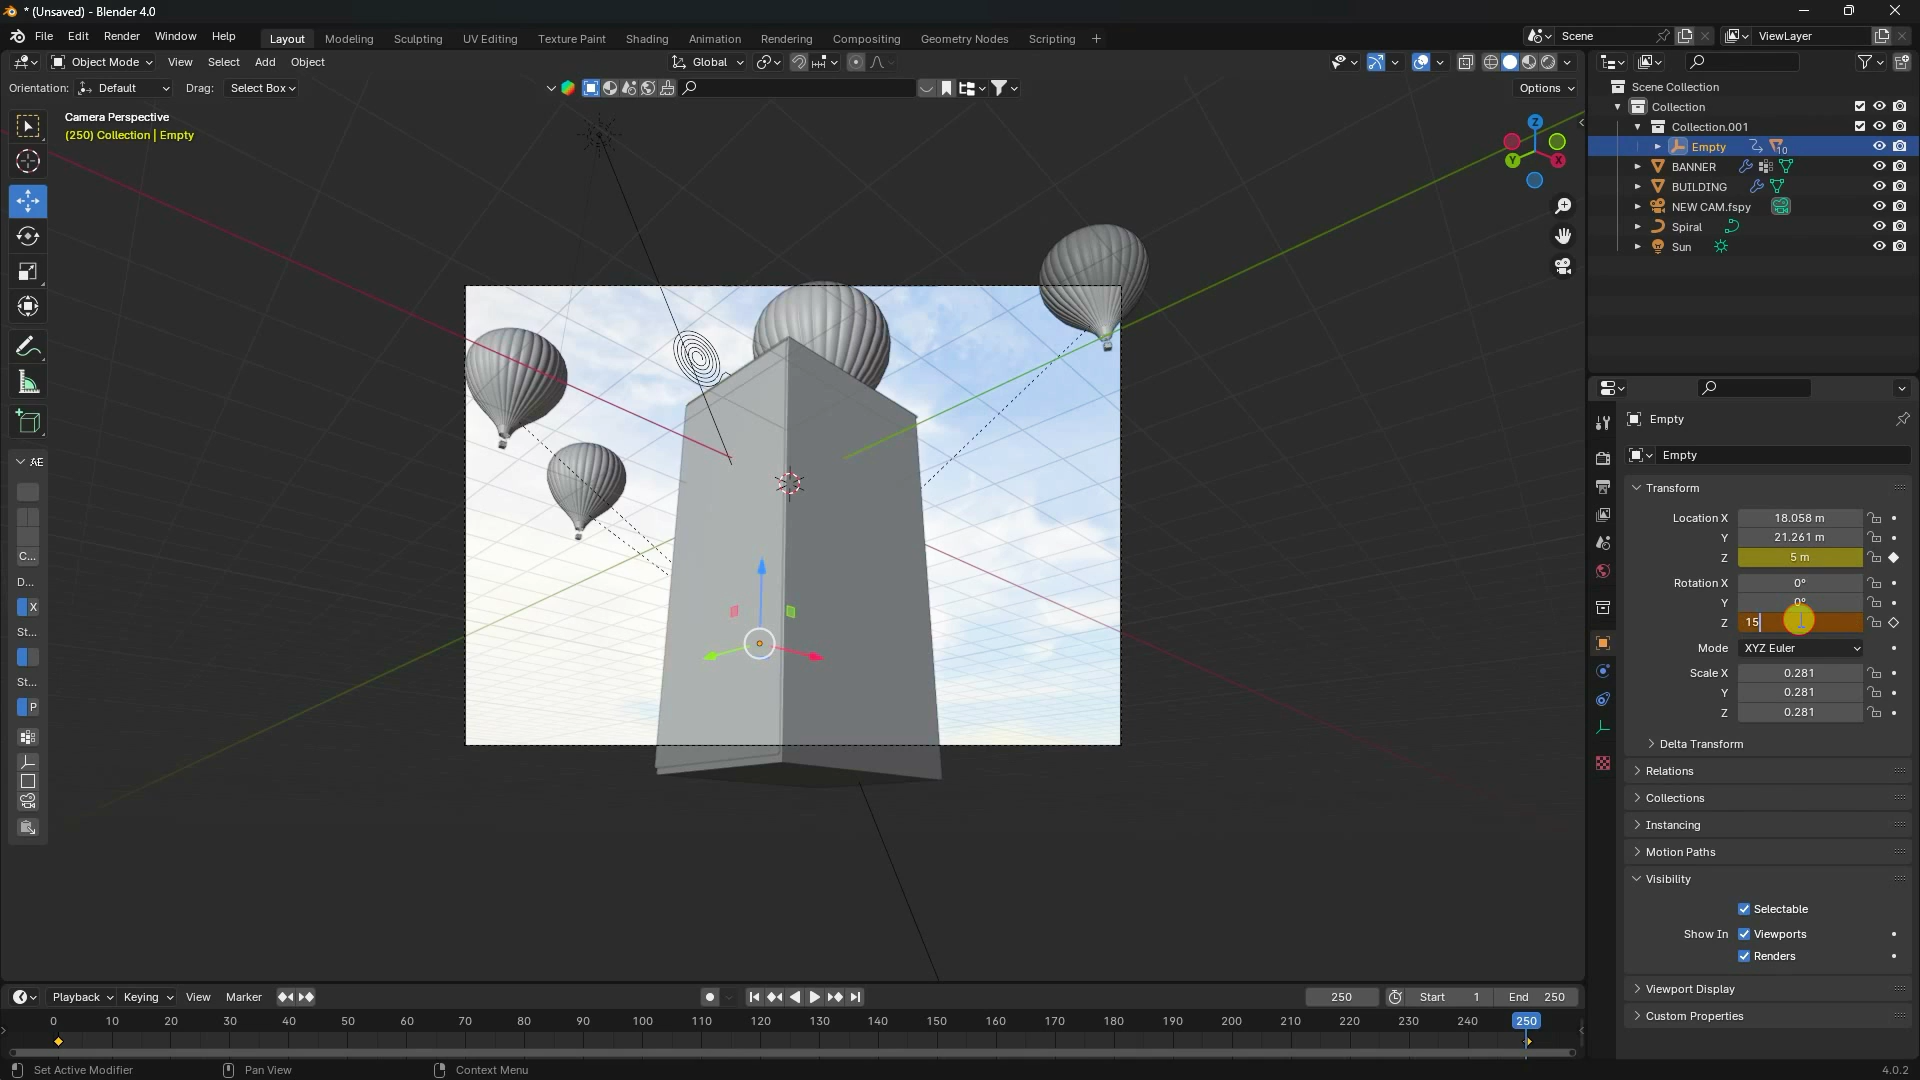 * (Unsaved) - Blender 4.0
File Edit Render Window Help
Layout Modeling Sculpting UV Editing Texture Paint Shading Animation Rendering Compositing Geometry Nodes Scripting +
Scene
ViewLayer
Object Mode View Select Add Object
Global
Orientation: Default Drag: Select Box
Options
Camera Perspective
(250) Collection | Empty
Z
Y
X
AE
C...
D...
X
St...
St...
P
Scene Collection
Collection
Collection.001
Empty
10
BANNER
BUILDING
NEW CAM.fspy
Spiral
Sun
Empty
Empty
Transform
Location X 18.058 m
Y 21.261 m
Z 5 m
Rotation X 0°
Y 0°
Z 15
Mode XYZ Euler
Scale X 0.281
Y 0.281
Z 0.281
Delta Transform
Relations
Collections
Instancing
Motion Paths
Visibility
Selectable
Show In Viewports
Renders
Viewport Display
Custom Properties
Playback Keying View Marker
250 Start 1 End 250
0 10 20 30 40 50 60 70 80 90 100 110 120 130 140 150 160 170 180 190 200 210 220 230 240 250
Set Active Modifier Pan View Context Menu
4.0.2